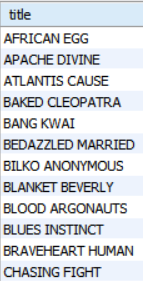 title
AFRICAN EGG
APACHE DIVINE
ATLANTIS CAUSE
BAKED CLEOPATRA
BANG KWAI
BEDAZZLED MARRIED
BILKO ANONYMOUS
BLANKET BEVERLY
BLOOD ARGONAUTS
BLUES INSTINCT
BRAVEHEART HUMAN
CHASING FIGHT